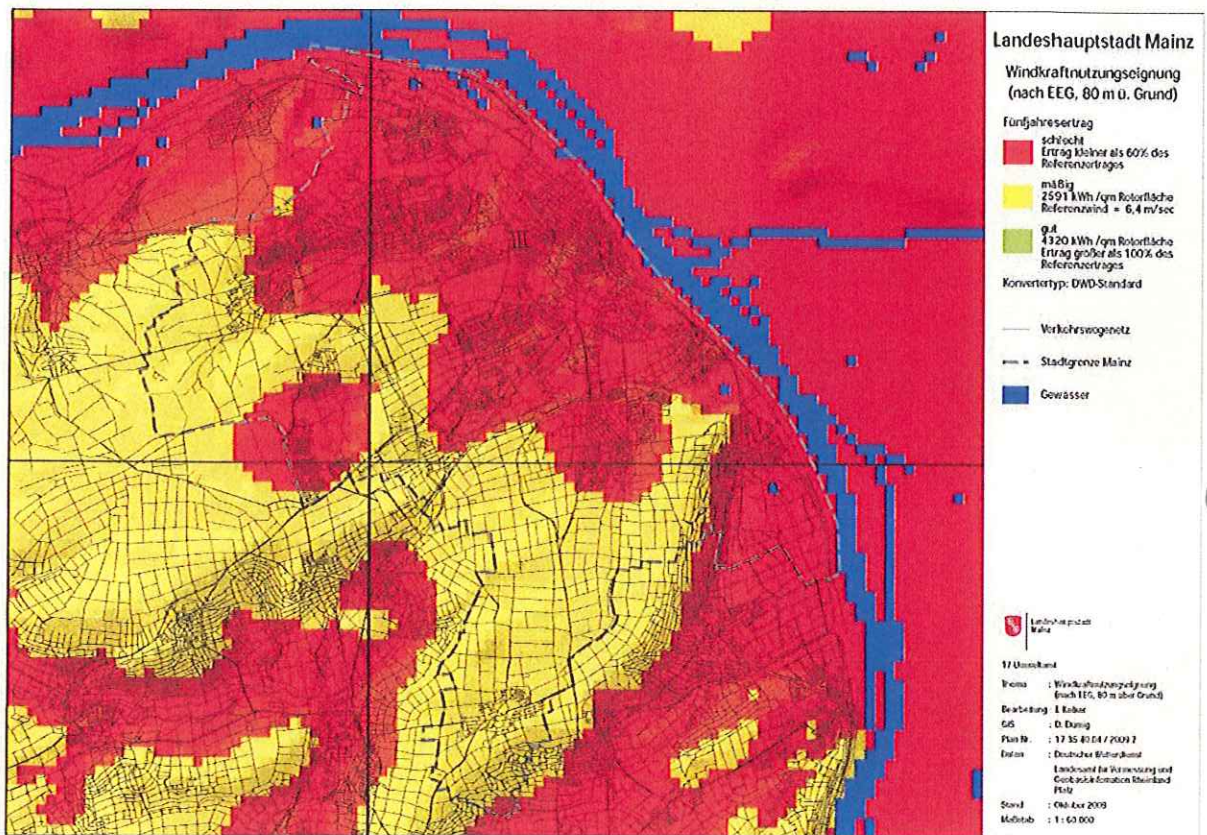 Landeshauptstadt Mainz
Windkraftnutzungseignung
(nach EEG, 80 m ü. Grund)
Fünfjahresertrag
schlecht
Ertrag kleiner als 60% des
Referenzertrages
mäßig
2591 kWh /qm Rotorfläche
Referenzwind = 6,4 m/sec
gut
4320 kWh /qm Rotorfläche
Ertrag größer als 100% des
Referenzertrages
Konvertertyp: DWD-Standard
Verkehrswegenetz
Stadtgrenze Mainz
Gewässer
Landeshauptstadt
Mainz
17 Umweltamt
Thema : Windkraftnutzungseignung
(nach EEG, 80 m über Grund)
Bearbeitung :
GIS : D.
Plan Nr. :
Daten : Deutscher Wetterdienst
Landesamt für Vermessung und
Geobasisinformation Rheinland
Pfalz
Stand : Oktober 2009
Maßstab : 1 : 60 000